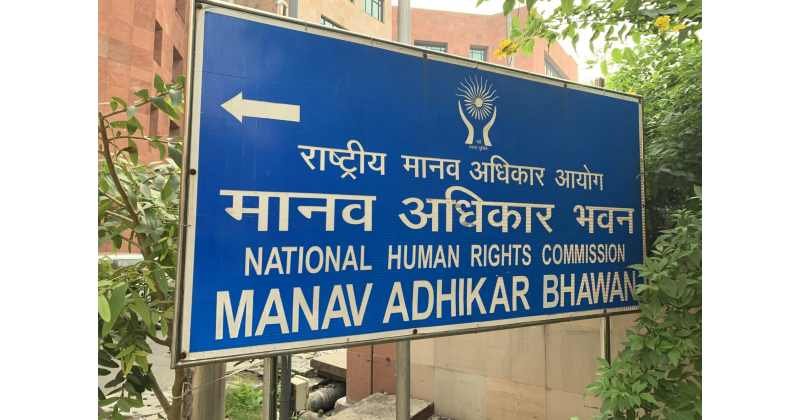 राष्ट्रीय मानव अधिकार आयोग
मानव अधिकार भवन
NATIONAL HUMAN RIGHTS COMMISSION
MANAV ADHIKAR BHAWAN